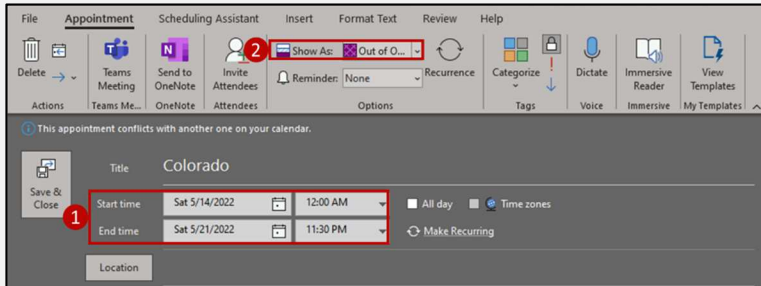 File Appointment Scheduling Assistant Insert Format Text Review Help
2 Show As: Out of O...
Delete Teams Meeting Send to OneNote Invite Attendees Reminder: None Recurrence Categorize Dictate Immersive Reader View Templates
Actions Teams Me... OneNote Attendees Options Tags Voice Immersive My Templates
This appointment conflicts with another one on your calendar.
Title Colorado
Save & Close
1 Start time Sat 5/14/2022 12:00 AM All day Time zones
End time Sat 5/21/2022 11:30 PM Make Recurring
Location